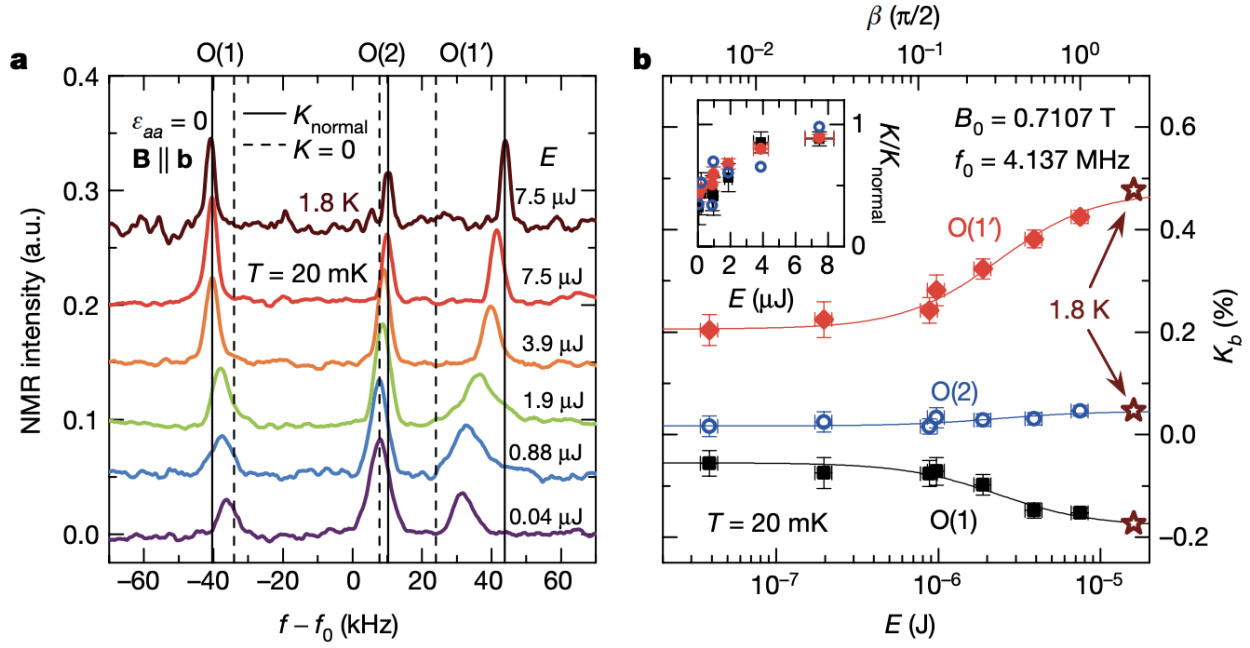 a
O(1) O(2) O(1′)
0.4
0.3
0.2
0.1
0.0
NMR intensity (a.u.)
ε_aa = 0
B || b
K_normal
K = 0
E
1.8 K
7.5 μJ
T = 20 mK
7.5 μJ
3.9 μJ
1.9 μJ
0.88 μJ
0.04 μJ
−60 −40 −20 0 20 40 60
f − f_0 (kHz)
b
β (π/2)
10⁻² 10⁻¹ 10⁰
B_0 = 0.7107 T
f_0 = 4.137 MHz
1
0
K/K_normal
0 2 4 6 8
E (μJ)
O(1′)
1.8 K
O(2)
O(1)
T = 20 mK
0.6
0.4
0.2
0.0
−0.2
K_b (%)
10⁻⁷ 10⁻⁶ 10⁻⁵
E (J)